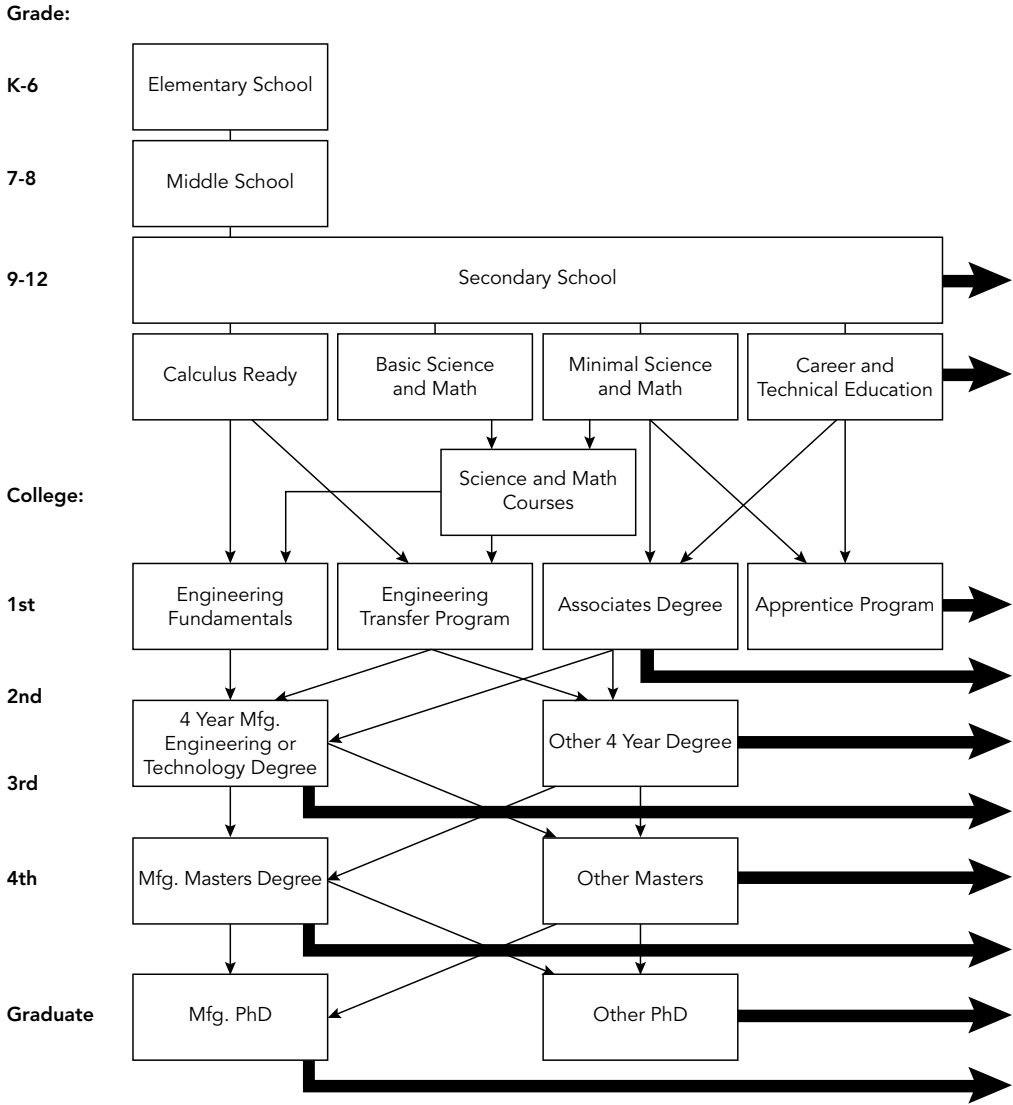 Grade:
K-6
Elementary School
7-8
Middle School
9-12
Secondary School
Calculus Ready
Basic Science
and Math
Minimal Science
and Math
Career and
Technical Education
College:
Science and Math
Courses
1st
Engineering
Fundamentals
Engineering
Transfer Program
Associates Degree
Apprentice Program
2nd
4 Year Mfg.
Engineering or
Technology Degree
Other 4 Year Degree
3rd
4th
Mfg. Masters Degree
Other Masters
Graduate
Mfg. PhD
Other PhD